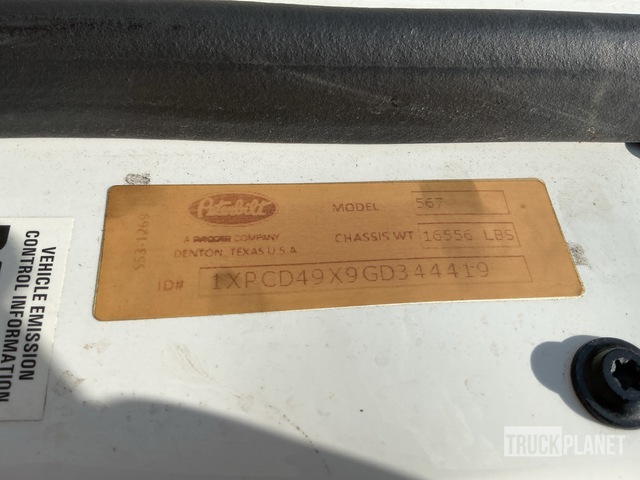 Peterbilt
A PACCAR COMPANY
DENTON, TEXAS U.S.A
MODEL 567
CHASSIS WT 16556 LBS
ID# 1XPCD49X9GD344419
VEHICLE EMISSION
CONTROL INFORMATION
TRUCKPLANET